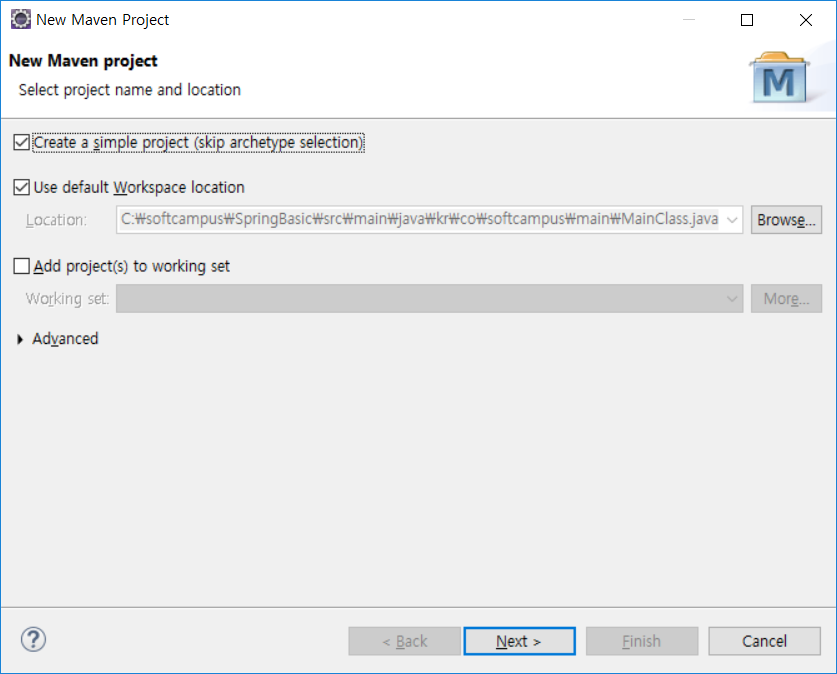 New Maven Project
New Maven project
Select project name and location
M
Create a simple project (skip archetype selection)
Use default Workspace location
Location: C:₩softcampus₩SpringBasic₩src₩main₩java₩kr₩co₩softcampus₩main₩MainClass.java Browse...
Add project(s) to working set
Working set: More...
Advanced
? < Back Next > Finish Cancel